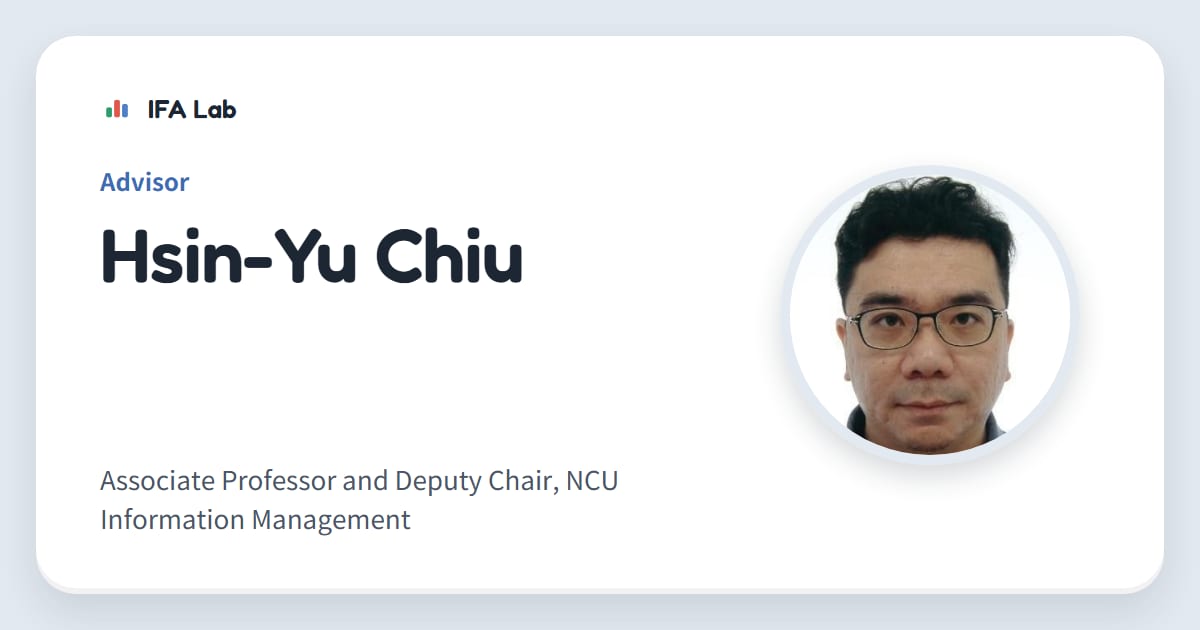 IFA Lab
Advisor
Hsin-Yu Chiu
Associate Professor and Deputy Chair, NCU
Information Management